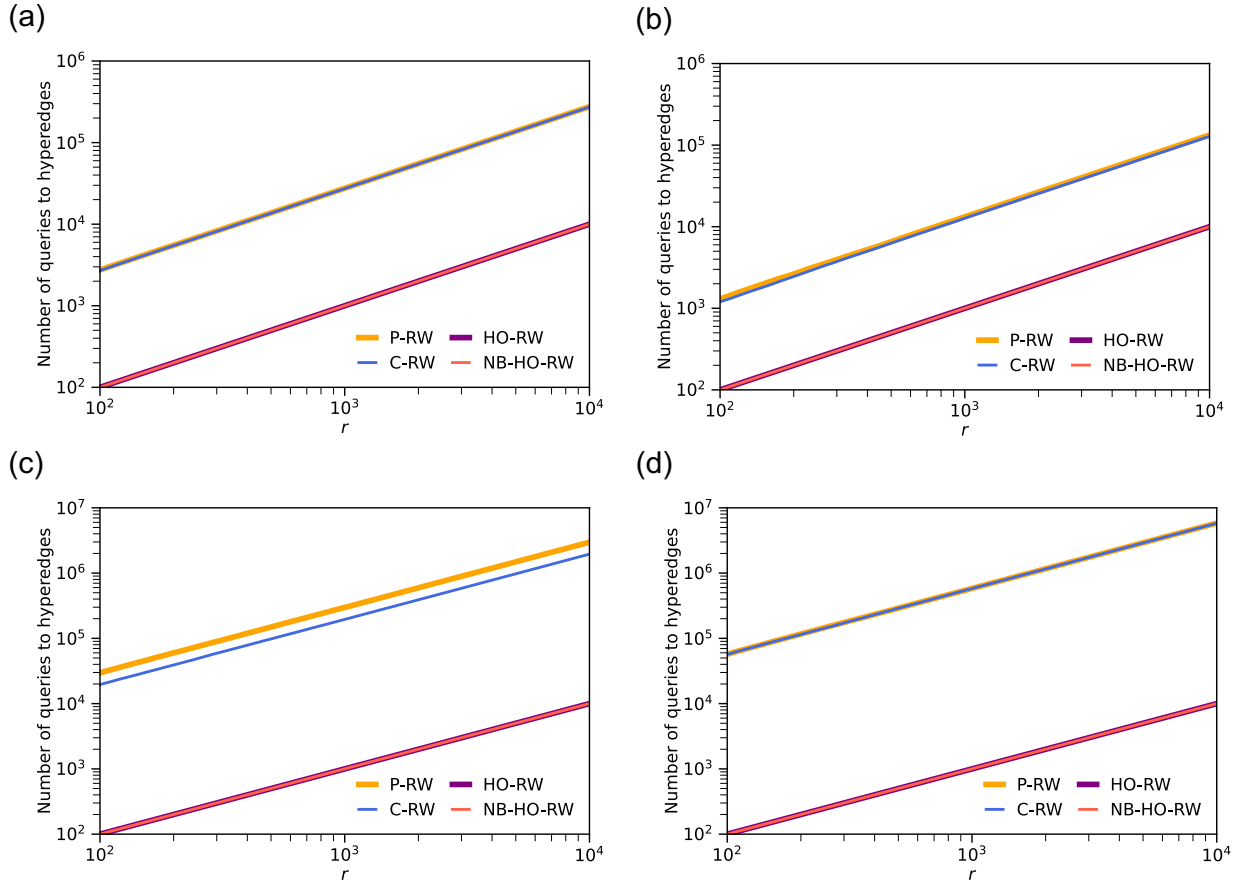 (a)
Number of queries to hyperedges
10^6
10^5
10^4
10^3
10^2
P-RW
HO-RW
C-RW
NB-HO-RW
10^2
10^3
10^4
r
(b)
Number of queries to hyperedges
10^6
10^5
10^4
10^3
10^2
P-RW
HO-RW
C-RW
NB-HO-RW
10^2
10^3
10^4
r
(c)
Number of queries to hyperedges
10^7
10^6
10^5
10^4
10^3
10^2
P-RW
HO-RW
C-RW
NB-HO-RW
10^2
10^3
10^4
r
(d)
Number of queries to hyperedges
10^7
10^6
10^5
10^4
10^3
10^2
P-RW
HO-RW
C-RW
NB-HO-RW
10^2
10^3
10^4
r